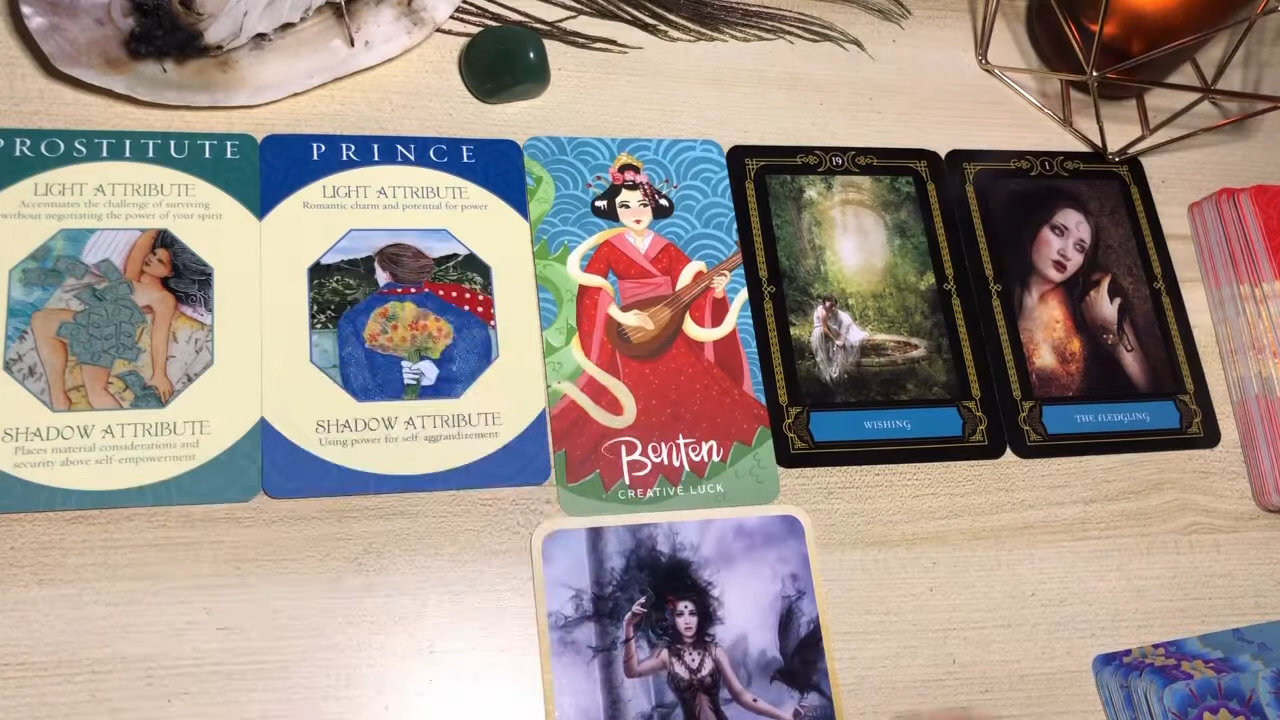 PROSTITUTE
LIGHT ATTRIBUTE
Accentuates the challenge of surviving
without negotiating the power of your spirit
SHADOW ATTRIBUTE
Places material considerations and
security above self-empowerment.
PRINCE
LIGHT ATTRIBUTE
Romantic charm and potential for power
SHADOW ATTRIBUTE
Using power for self-aggrandizement
Benten
CREATIVE LUCK
19
WISHING
1
THE FLEDGLING